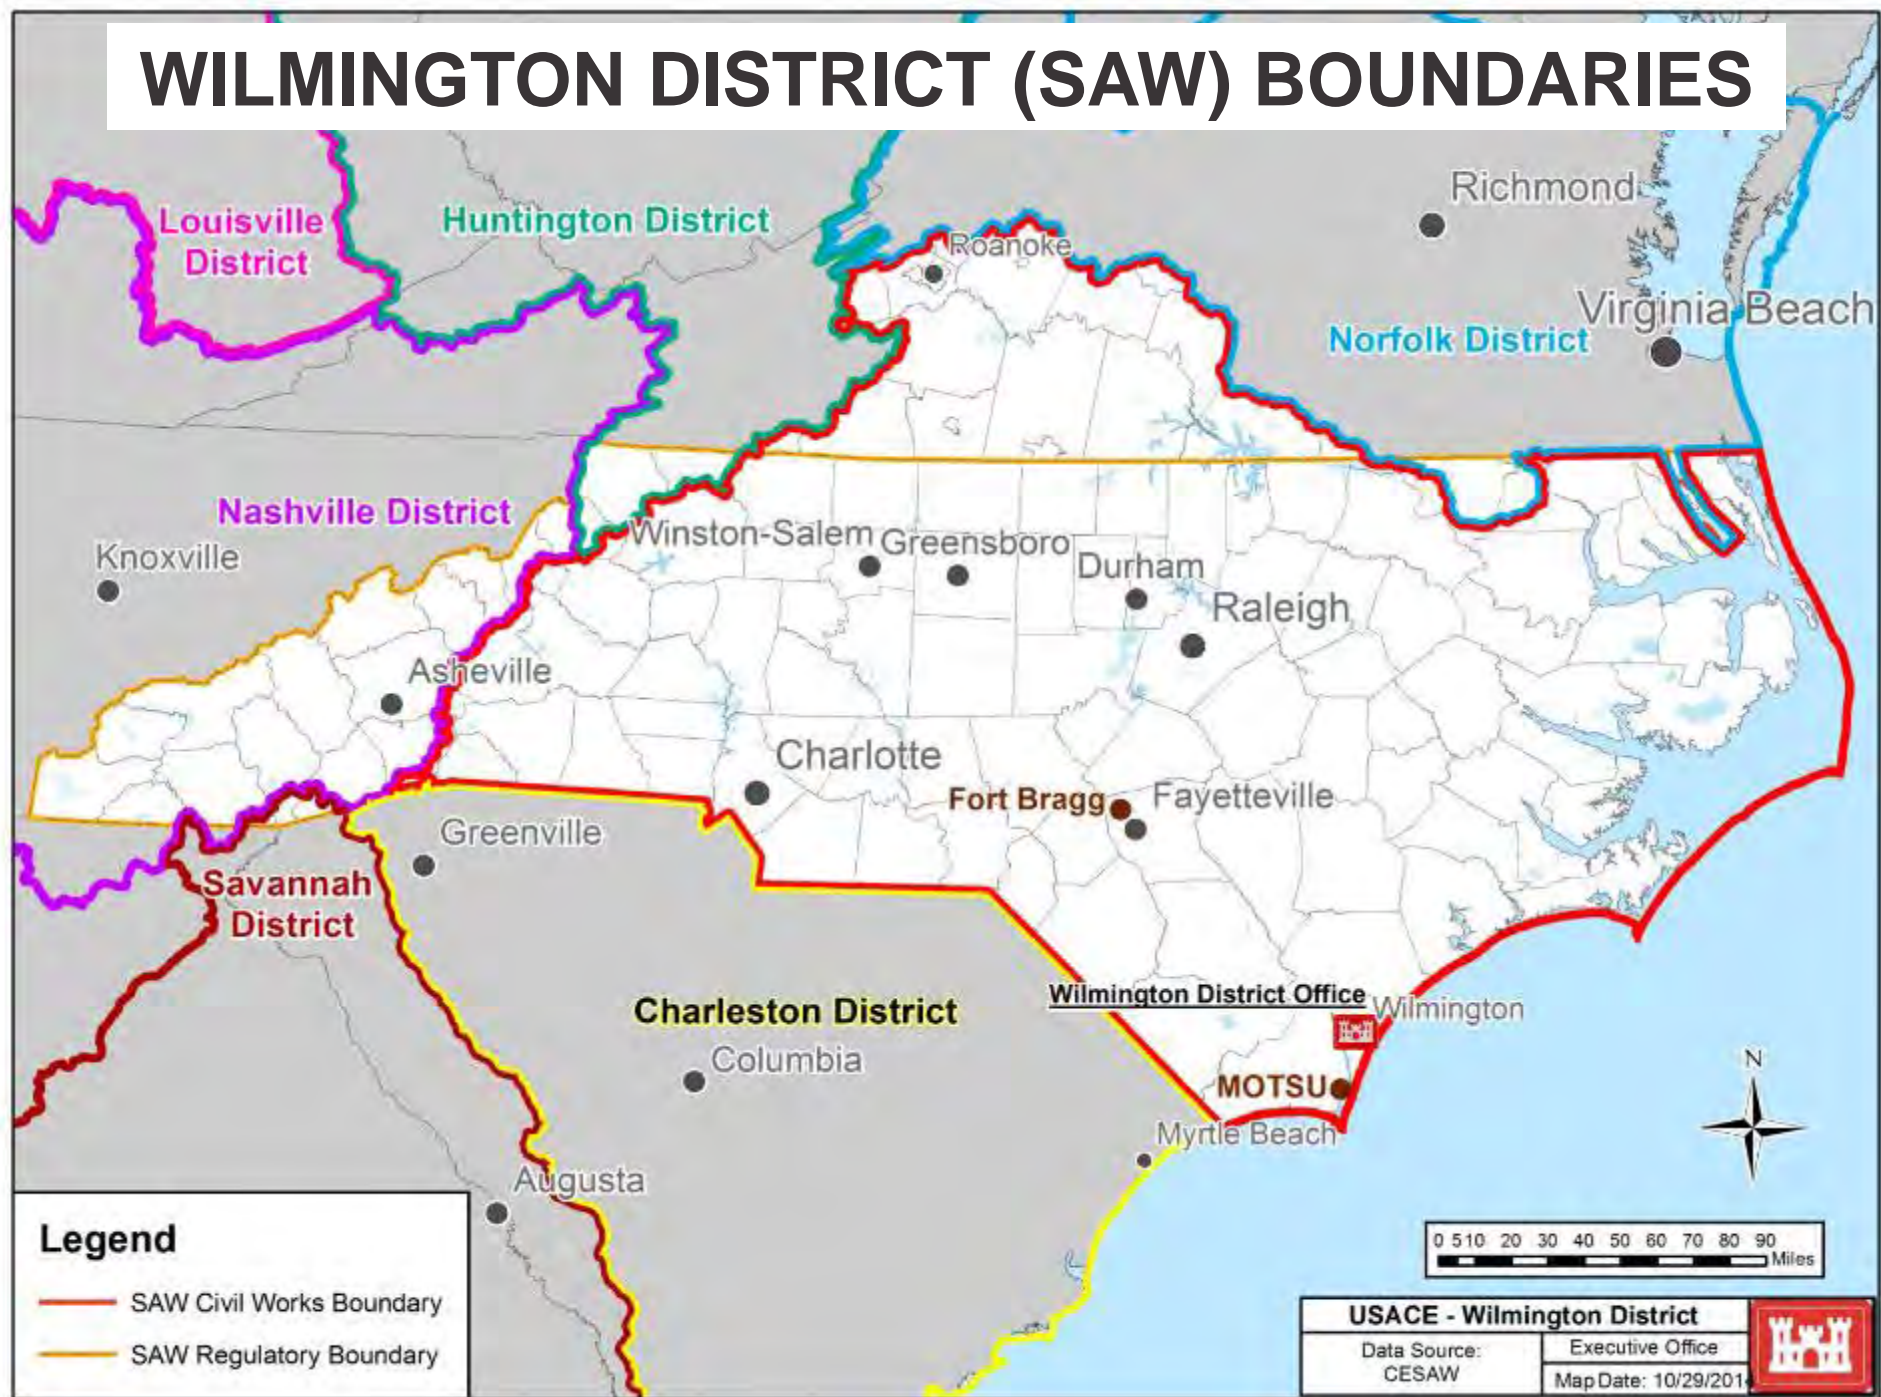 WILMINGTON DISTRICT (SAW) BOUNDARIES
Richmond
Louisville
District
Huntington District
Roanoke
Virginia Beach
Norfolk District
Nashville District
Knoxville
Winston-Salem
Greensboro
Durham
Raleigh
Asheville
Charlotte
Fort Bragg
Fayetteville
Greenville
Savannah
District
Charleston District
Columbia
Wilmington District Office
Wilmington
MOTSU
Myrtle Beach
N
Augusta
Legend
SAW Civil Works Boundary
SAW Regulatory Boundary
0 5 10 20 30 40 50 60 70 80 90
Miles
USACE - Wilmington District
Data Source:
CESAW
Executive Office
Map Date: 10/29/201